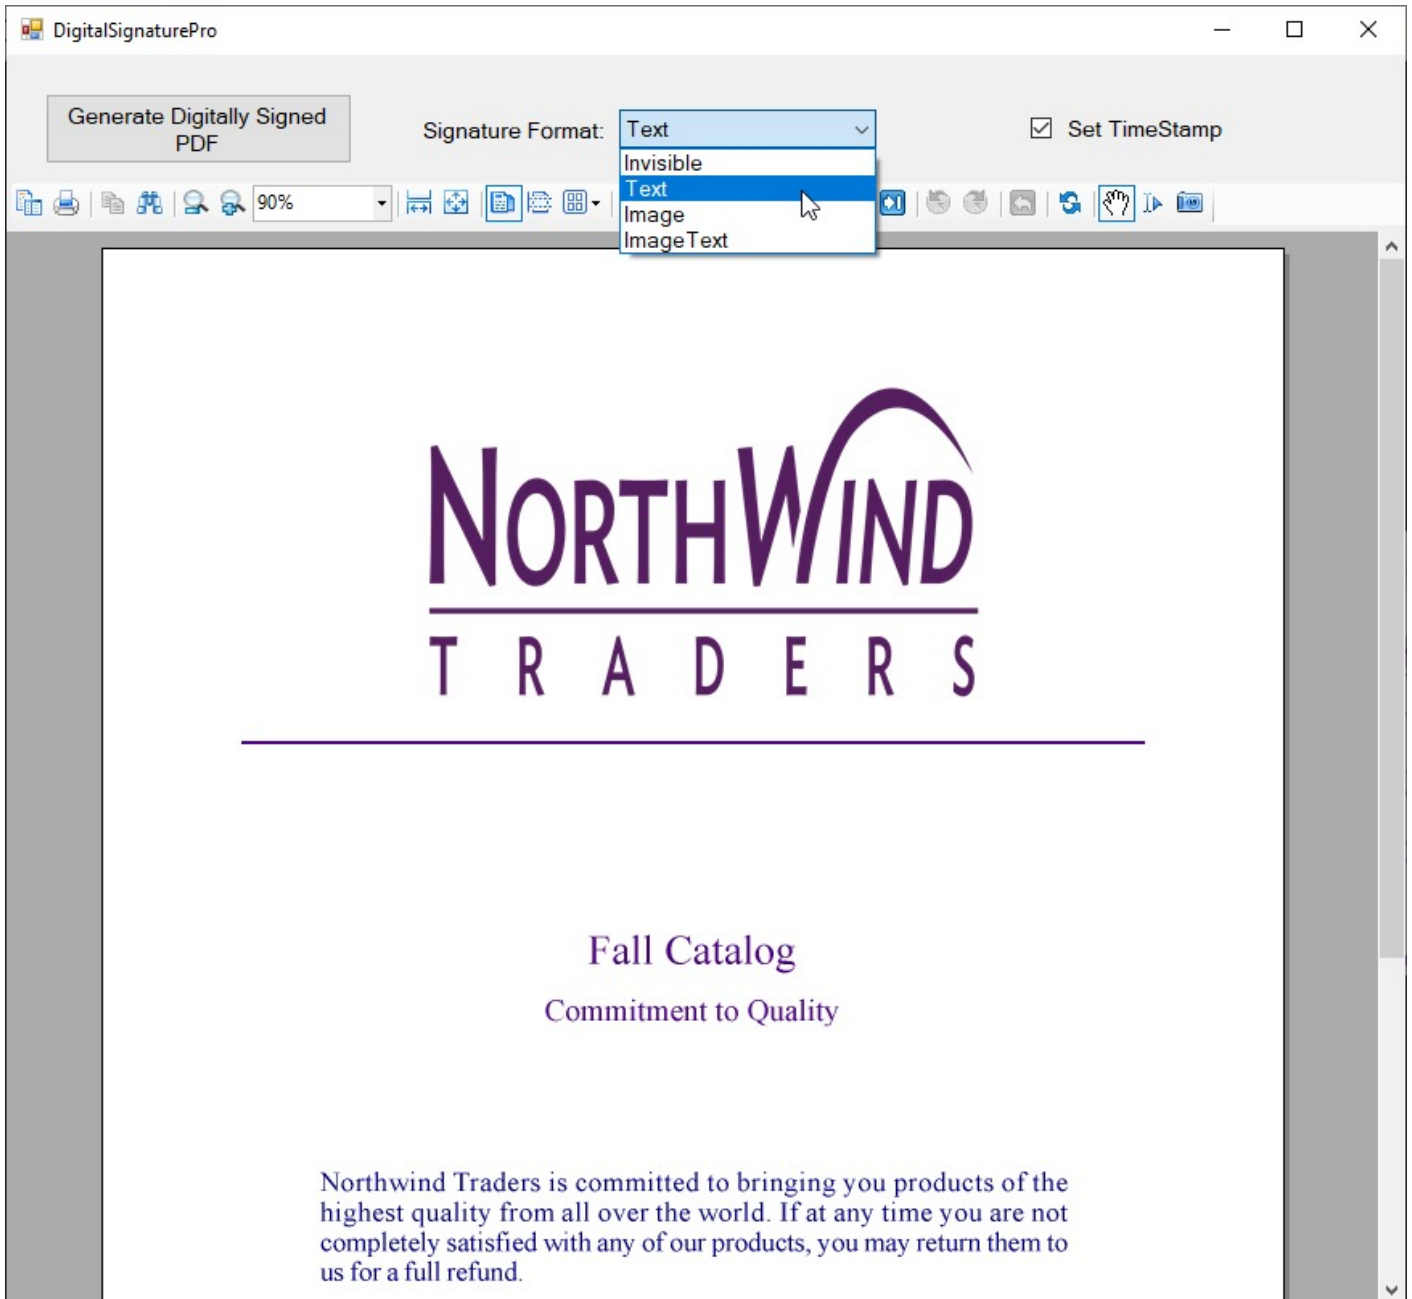 DigitalSignaturePro
Generate Digitally Signed
PDF
Signature Format:
Text
Set TimeStamp
Invisible
Text
Image
ImageText
90%
NORTHWIND
TRADERS
Fall Catalog
Commitment to Quality
Northwind Traders is committed to bringing you products of the
highest quality from all over the world. If at any time you are not
completely satisfied with any of our products, you may return them to
us for a full refund.